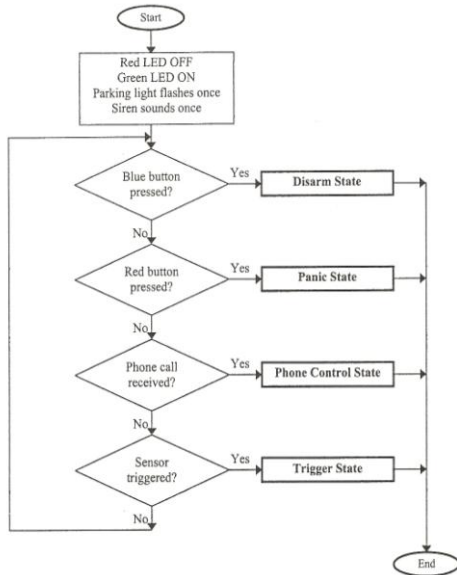 Start
Red LED OFF
Green LED ON
Parking light flashes once
Siren sounds once
Blue button
pressed?
Yes
Disarm State
No
Red button
pressed?
Yes
Panic State
No
Phone call
received?
Yes
Phone Control State
No
Sensor
triggered?
Yes
Trigger State
No
End